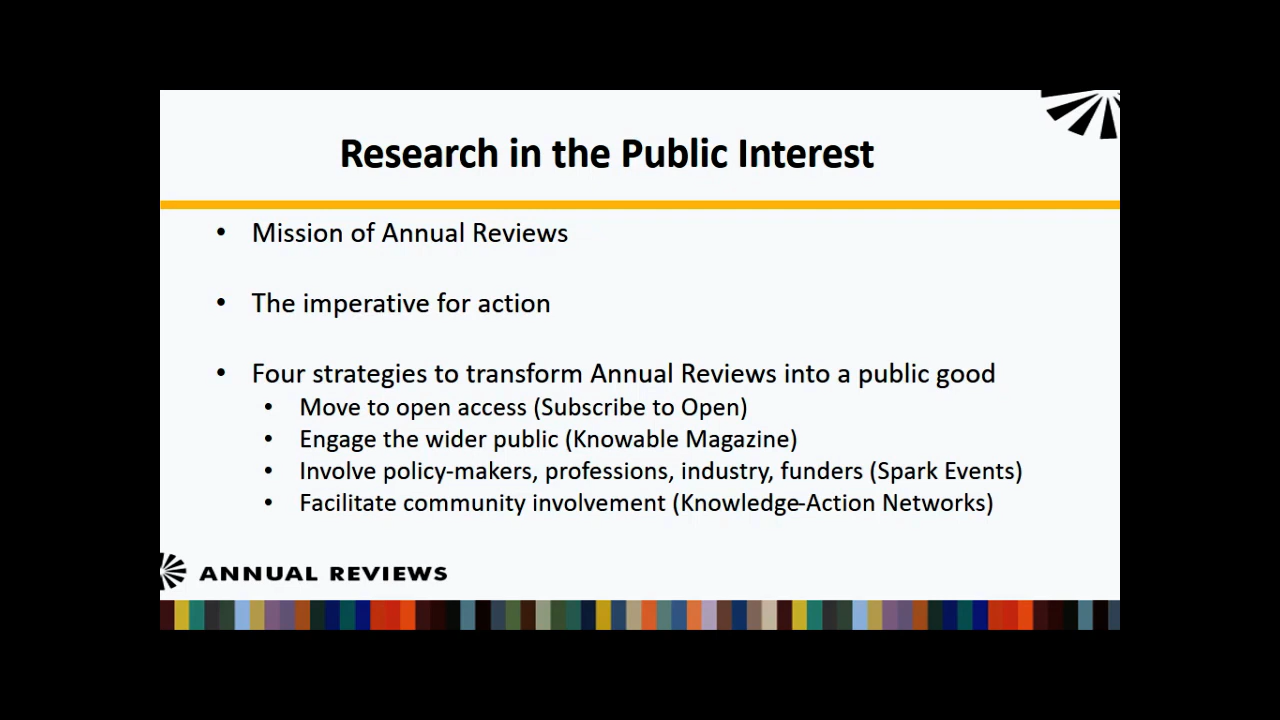 Research in the Public Interest
• Mission of Annual Reviews
• The imperative for action
• Four strategies to transform Annual Reviews into a public good
• Move to open access (Subscribe to Open)
• Engage the wider public (Knowable Magazine)
• Involve policy-makers, professions, industry, funders (Spark Events)
• Facilitate community involvement (Knowledge-Action Networks)
ANNUAL REVIEWS